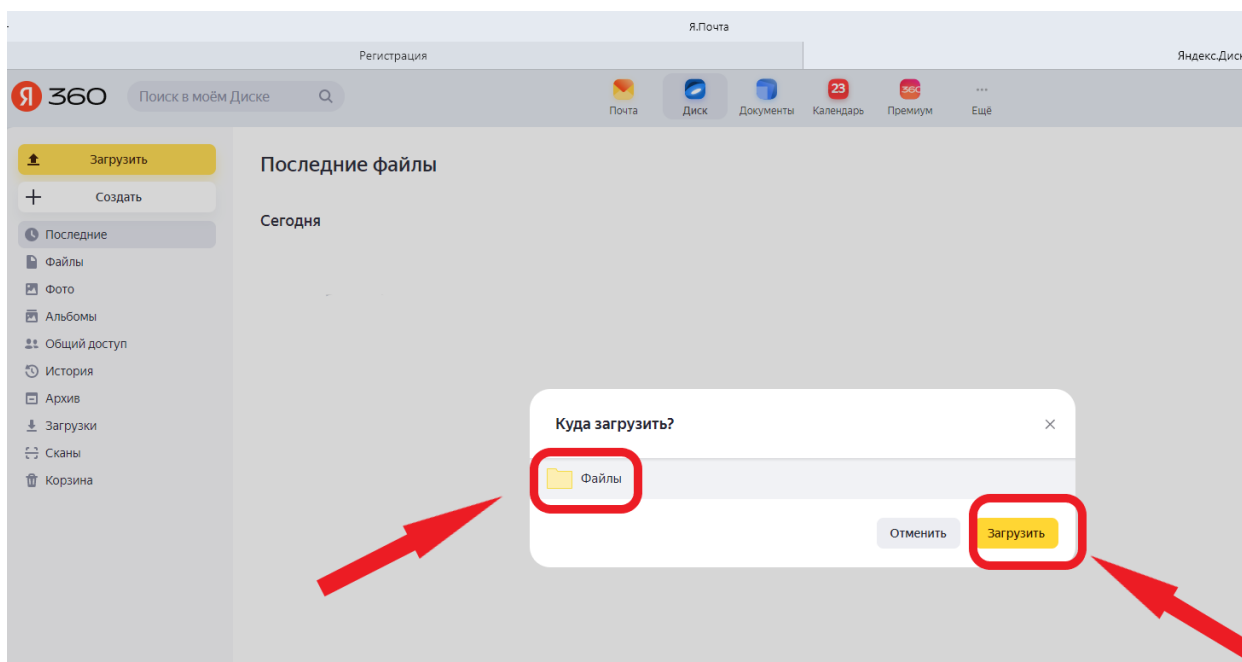 Я.Почта
Регистрация
Яндекс.Диск
Я 360
Поиск в моём Диске
23
360
Почта
Диск
Документы
Календарь
Премиум
Ещё
Загрузить
Создать
Последние
Файлы
Фото
Альбомы
Общий доступ
История
Архив
Загрузки
Сканы
Корзина
Последние файлы
Сегодня
Куда загрузить?
Файлы
Отменить
Загрузить